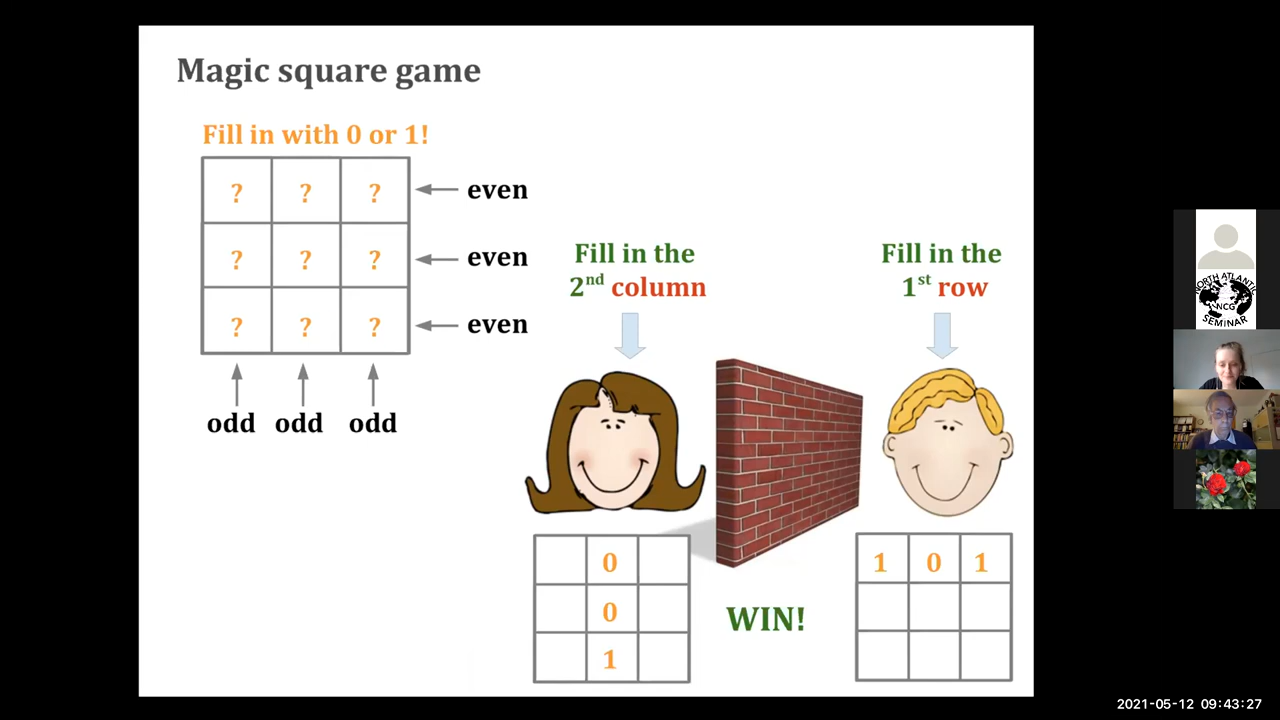 Magic square game
Fill in with 0 or 1!
? ? ?
even
? ? ?
even
? ? ?
even
odd odd odd
Fill in the
2nd column
Fill in the
1st row
0
0
1
WIN!
1 0 1
NORTH ATLANTIC
NCG
SEMINAR
2021-05-12 09:43:27